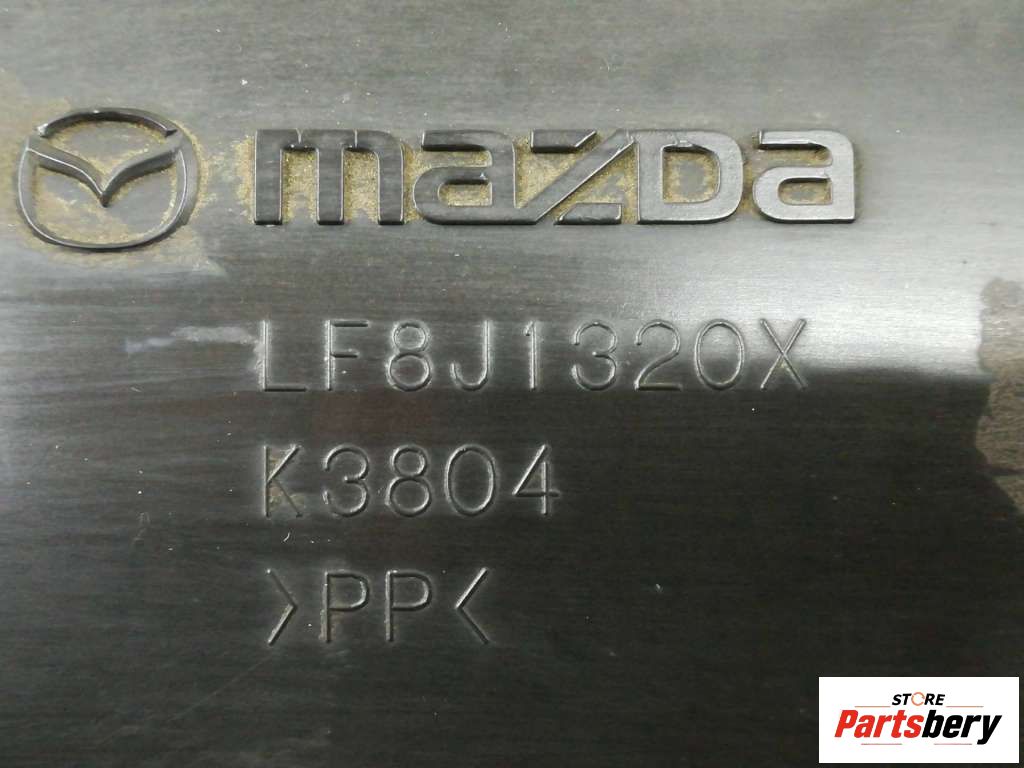 mazda
LF8J1320X
K3804
>PP<
STORE
Partsbery